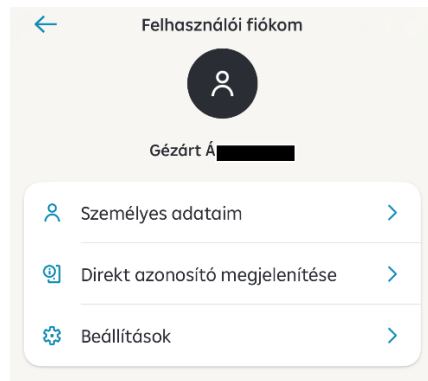 Felhasználói fiókom
Gézárt Á
Személyes adataim
Direkt azonosító megjelenítése
Beállítások